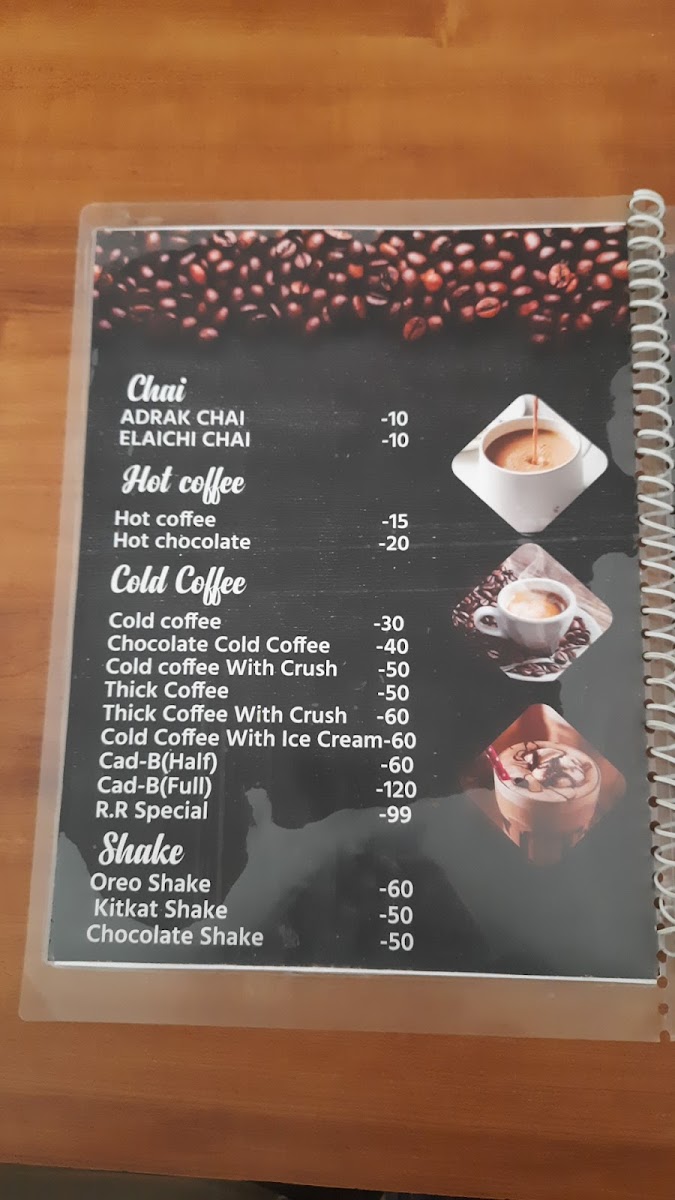 Chai
ADRAK CHAI -10
ELAICHI CHAI -10
Hot coffee
Hot coffee -15
Hot chocolate -20
Cold Coffee
Cold coffee -30
Chocolate Cold Coffee -40
Cold coffee With Crush -50
Thick Coffee -50
Thick Coffee With Crush -60
Cold Coffee With Ice Cream-60
Cad-B(Half) -60
Cad-B(Full) -120
R.R Special -99
Shake
Oreo Shake -60
Kitkat Shake -50
Chocolate Shake -50